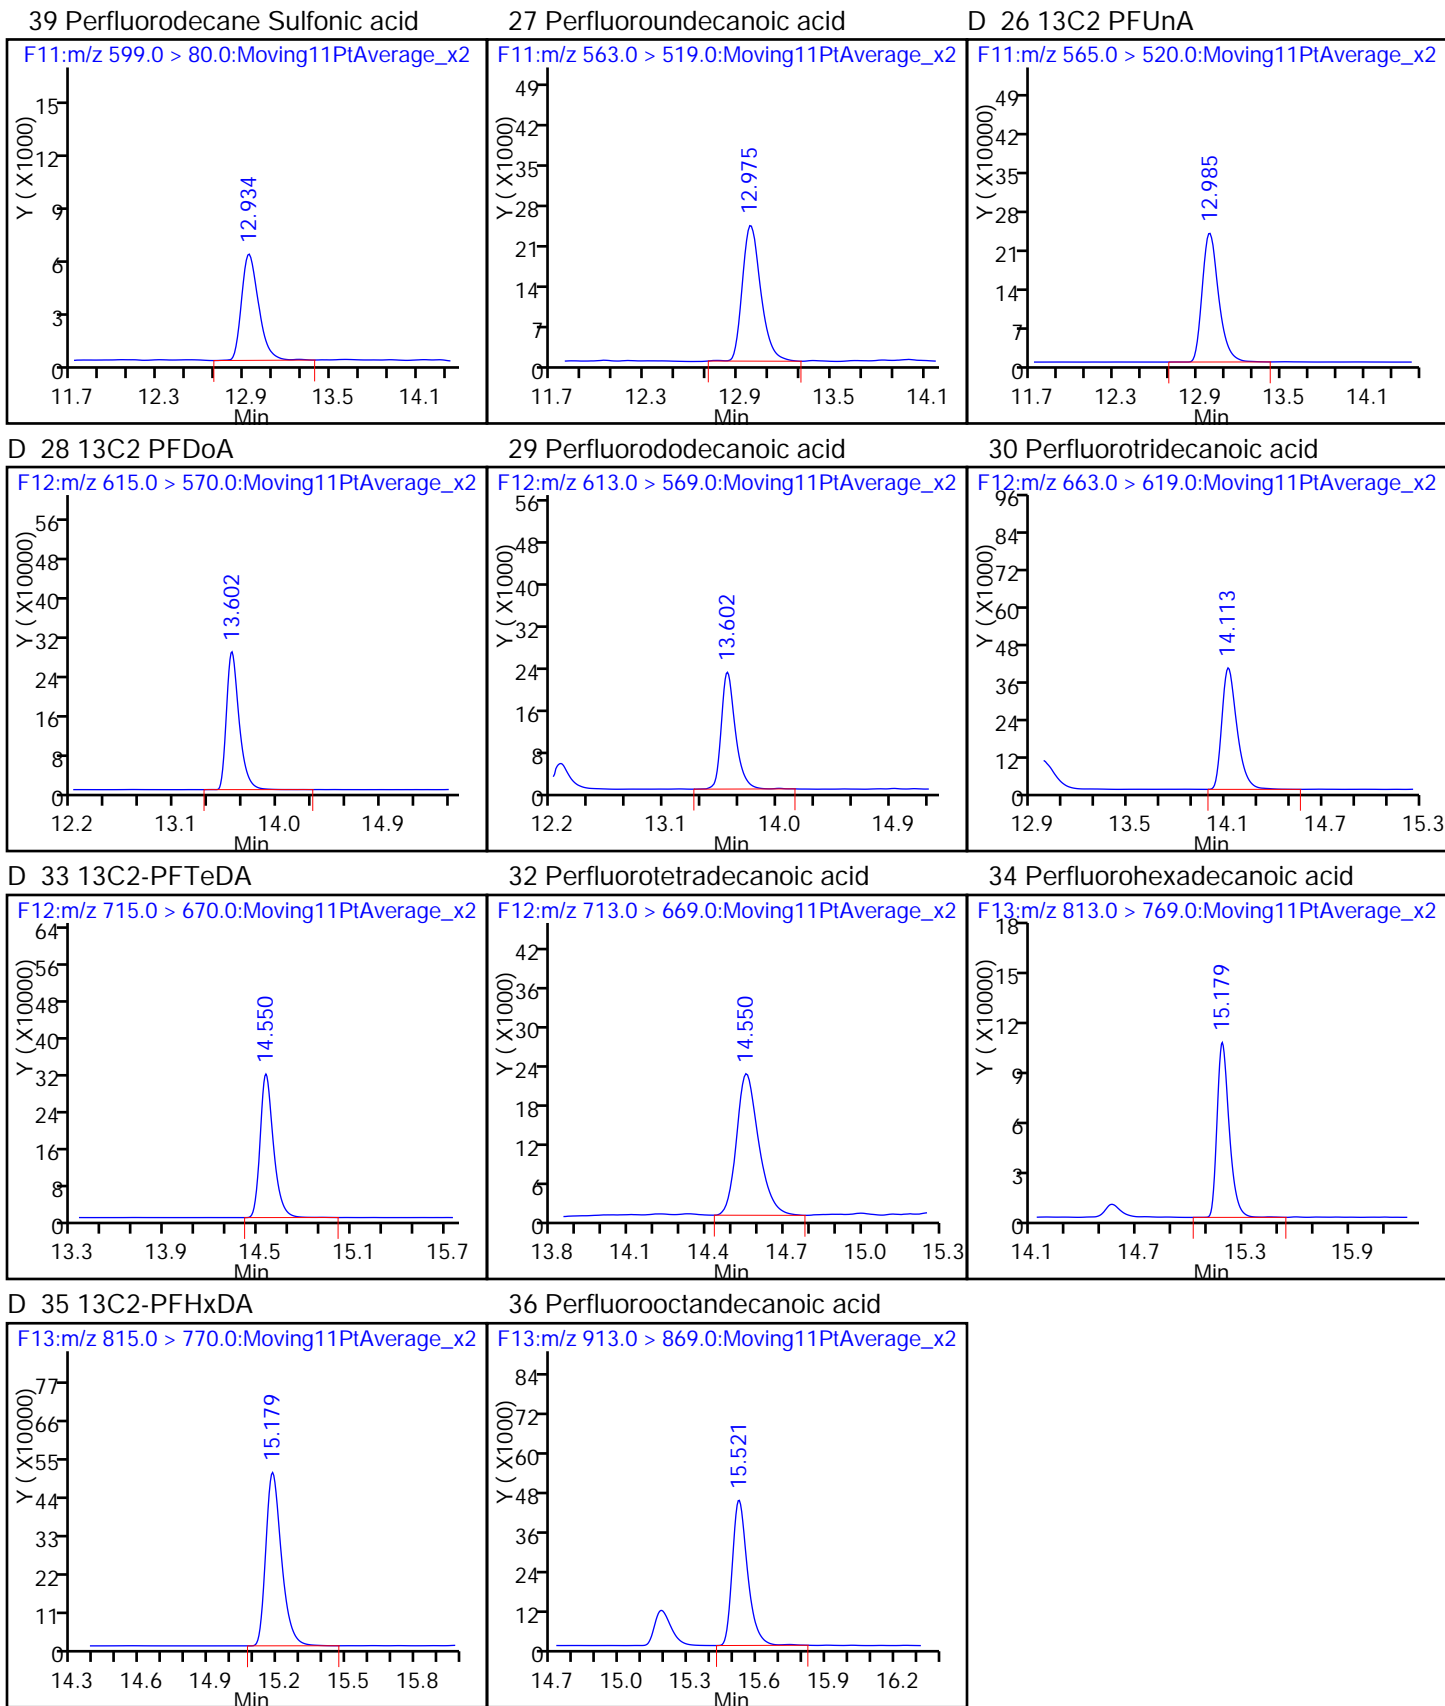 39 Perfluorodecane Sulfonic acid
F11:m/z 599.0 > 80.0:Moving11PtAverage_x2
Y ( X10000)
15
12
9
6
3
0
12.934
11.7 12.3 12.9 13.5 14.1
Min
27 Perfluoroundecanoic acid
F11:m/z 563.0 > 519.0:Moving11PtAverage_x2
Y ( X1000)
49
42
35
28
21
14
7
0
12.975
11.7 12.3 12.9 13.5 14.1
Min
D 26 13C2 PFUnA
F11:m/z 565.0 > 520.0:Moving11PtAverage_x2
Y ( X10000)
49
42
35
28
21
14
7
0
12.985
11.7 12.3 12.9 13.5 14.1
Min
D 28 13C2 PFDoA
F12:m/z 615.0 > 570.0:Moving11PtAverage_x2
Y ( X10000)
56
48
40
32
24
16
8
0
13.602
12.2 13.1 14.0 14.9
Min
29 Perfluorododecanoic acid
F12:m/z 613.0 > 569.0:Moving11PtAverage_x2
Y ( X1000)
56
48
40
32
24
16
8
0
13.602
12.2 13.1 14.0 14.9
Min
30 Perfluorotridecanoic acid
F12:m/z 663.0 > 619.0:Moving11PtAverage_x2
Y ( X1000)
96
84
72
60
48
36
24
12
0
14.113
12.9 13.5 14.1 14.7 15.3
Min
D 33 13C2-PFTeDA
F12:m/z 715.0 > 670.0:Moving11PtAverage_x2
Y ( X10000)
64
56
48
40
32
24
16
8
0
14.550
13.3 13.9 14.5 15.1 15.7
Min
32 Perfluorotetradecanoic acid
F12:m/z 713.0 > 669.0:Moving11PtAverage_x2
Y ( X1000)
42
36
30
24
18
12
6
0
14.550
13.8 14.1 14.4 14.7 15.0 15.3
Min
34 Perfluorohexadecanoic acid
F13:m/z 813.0 > 769.0:Moving11PtAverage_x2
Y ( X10000)
18
15
12
9
6
3
0
15.179
14.1 14.7 15.3 15.9
Min
D 35 13C2-PFHxDA
F13:m/z 815.0 > 770.0:Moving11PtAverage_x2
Y ( X10000)
77
66
55
44
33
22
11
0
15.179
14.3 14.6 14.9 15.2 15.5 15.8
Min
36 Perfluorooctandecanoic acid
F13:m/z 913.0 > 869.0:Moving11PtAverage_x2
Y ( X1000)
84
72
60
48
36
24
12
0
15.521
14.7 15.0 15.3 15.6 15.9 16.2
Min